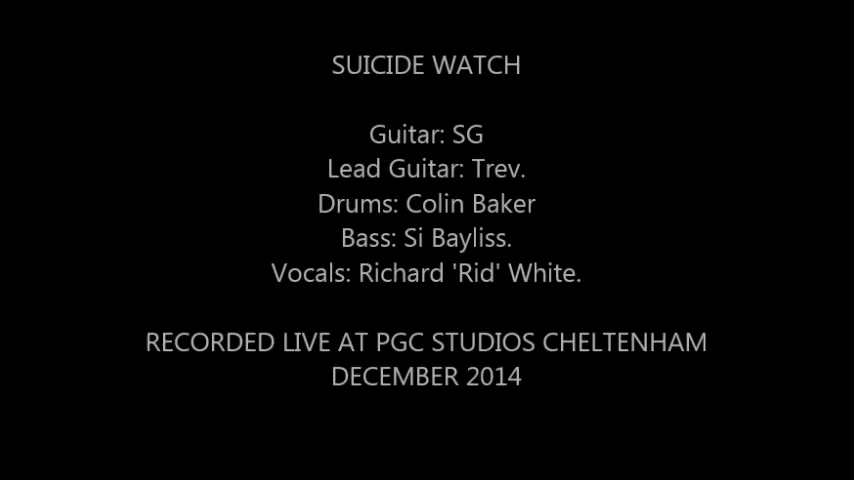 SUICIDE WATCH
Guitar: SG
Lead Guitar: Trev.
Drums: Colin Baker
Bass: Si Bayliss.
Vocals: Richard 'Rid' White.
RECORDED LIVE AT PGC STUDIOS CHELTENHAM
DECEMBER 2014